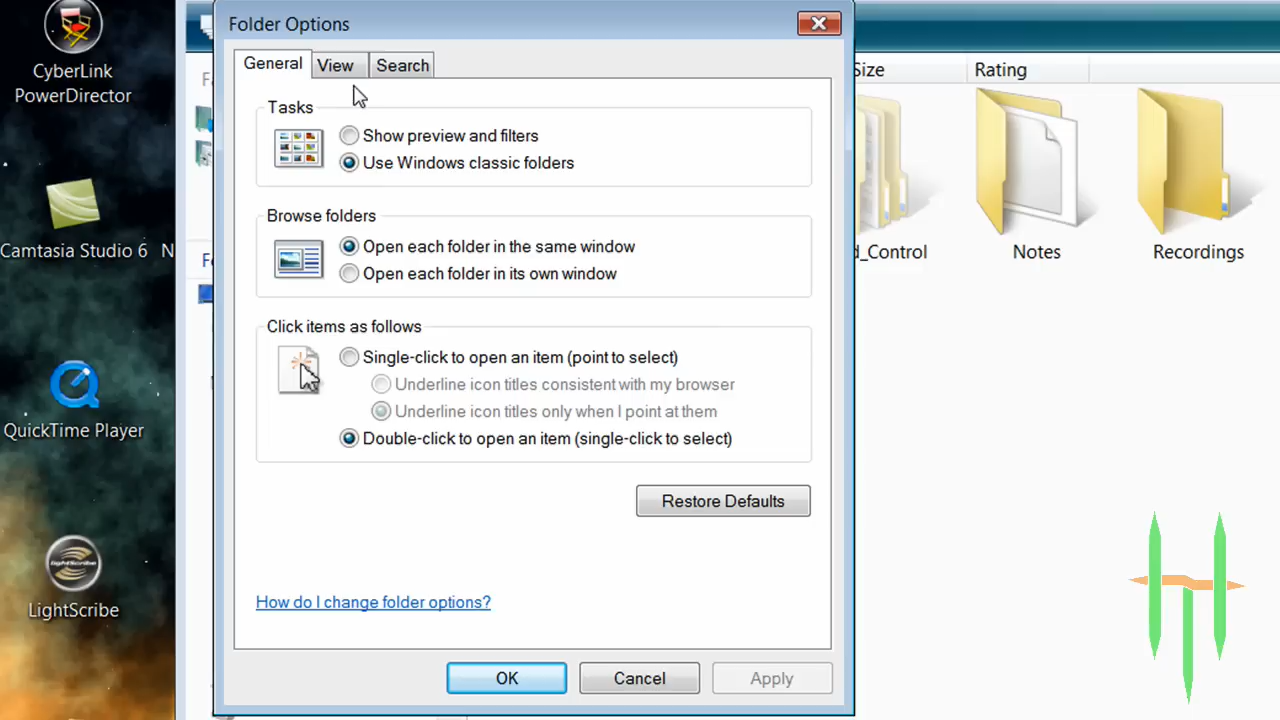 CyberLink
PowerDirector
Camtasia Studio 6 N
QuickTime Player
LightScribe
LightScribe
Folder Options
General View Search
Tasks
Show preview and filters
Use Windows classic folders
Browse folders
Open each folder in the same window
Open each folder in its own window
Click items as follows
Single-click to open an item (point to select)
Underline icon titles consistent with my browser
Underline icon titles only when I point at them
Double-click to open an item (single-click to select)
Restore Defaults
How do I change folder options?
OK Cancel Apply
Size Rating
d_Control Notes Recordings